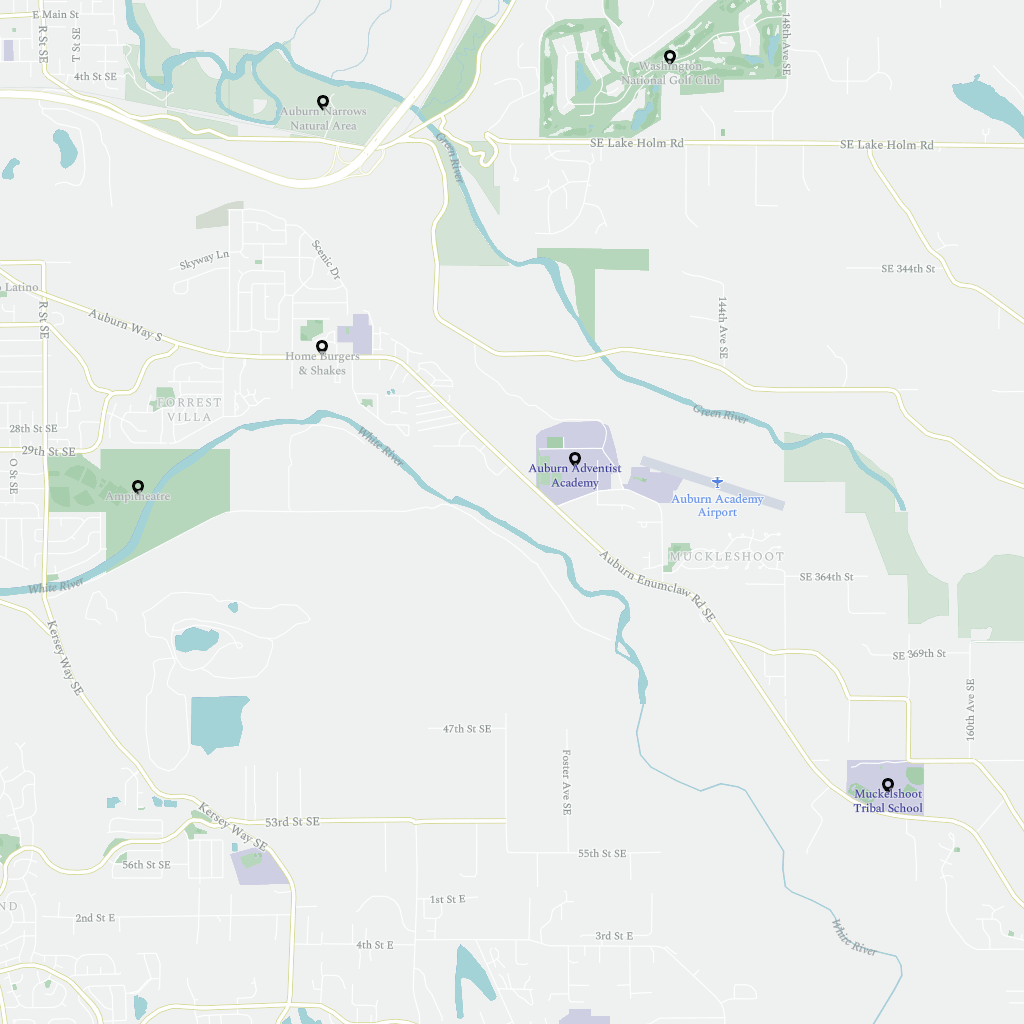 E Main St
R St SE
T St SE
4th St SE
Auburn Narrows
Natural Area
Washington
National Golf Club
148th Ave SE
SE Lake Holm Rd
SE Lake Holm Rd
Green River
Skyway Ln
Scenic Dr
SE 344th St
Latino
R St SE
Auburn Way S
144th Ave SE
Home Burgers
& Shakes
FORREST
VILLA
Green River
28th St SE
29th St SE
White River
O St SE
Ampitheatre
Auburn Adventist
Academy
Auburn Academy
Airport
MUCKLESHOOT
White River
Auburn Enumclaw Rd SE
SE 364th St
Kersey Way SE
SE 369th St
160th Ave SE
47th St SE
Foster Ave SE
Muckelshoot
Tribal School
Kersey Way SE
53rd St SE
55th St SE
56th St SE
1st St E
ND
2nd St E
3rd St E
4th St E
White River